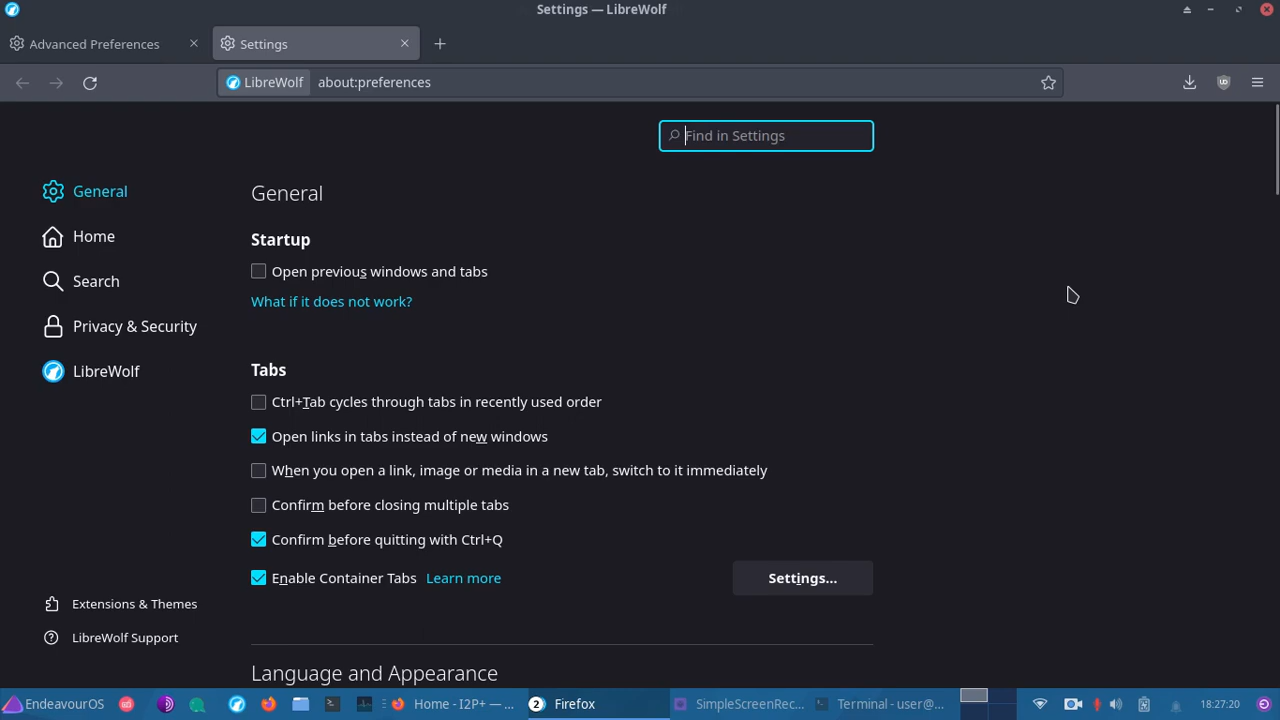 Settings — LibreWolf
Advanced Preferences
Settings
LibreWolf about:preferences
Find in Settings
General
Home
Search
Privacy & Security
LibreWolf
Extensions & Themes
LibreWolf Support
General
Startup
Open previous windows and tabs
What if it does not work?
Tabs
Ctrl+Tab cycles through tabs in recently used order
Open links in tabs instead of new windows
When you open a link, image or media in a new tab, switch to it immediately
Confirm before closing multiple tabs
Confirm before quitting with Ctrl+Q
Enable Container Tabs Learn more
Settings...
Language and Appearance
EndeavourOS
Home - I2P+ — ...
2 Firefox
SimpleScreenRec...
Terminal - user@...
18:27:20